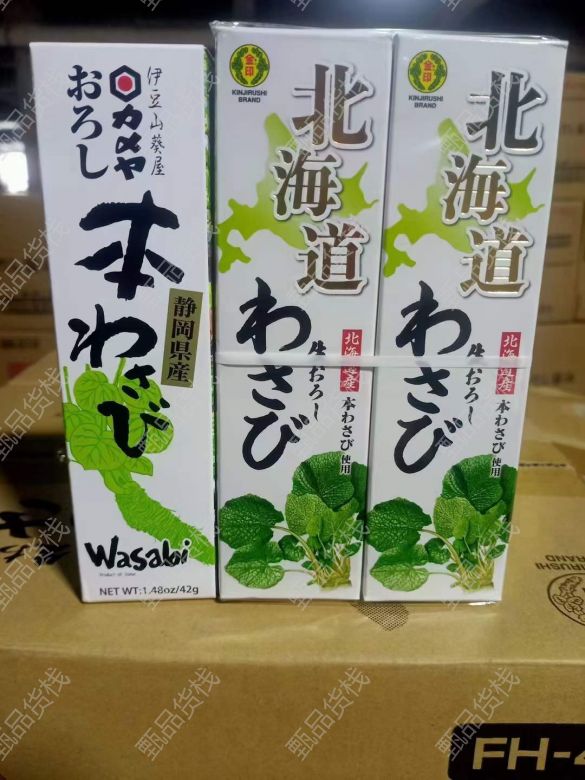 伊豆山葵屋
カメヤ
おろし
本わさび
静岡県産
Wasabi
Product of Japan
NET WT:1.48oz/42g
金印
KINJIRUSHI
BRAND
北海道
わさび
生おろし
北海道産
本わさび
使用
金印
KINJIRUSHI
BRAND
北海道
わさび
生おろし
北海道産
本わさび
使用
FH-
甄品货栈